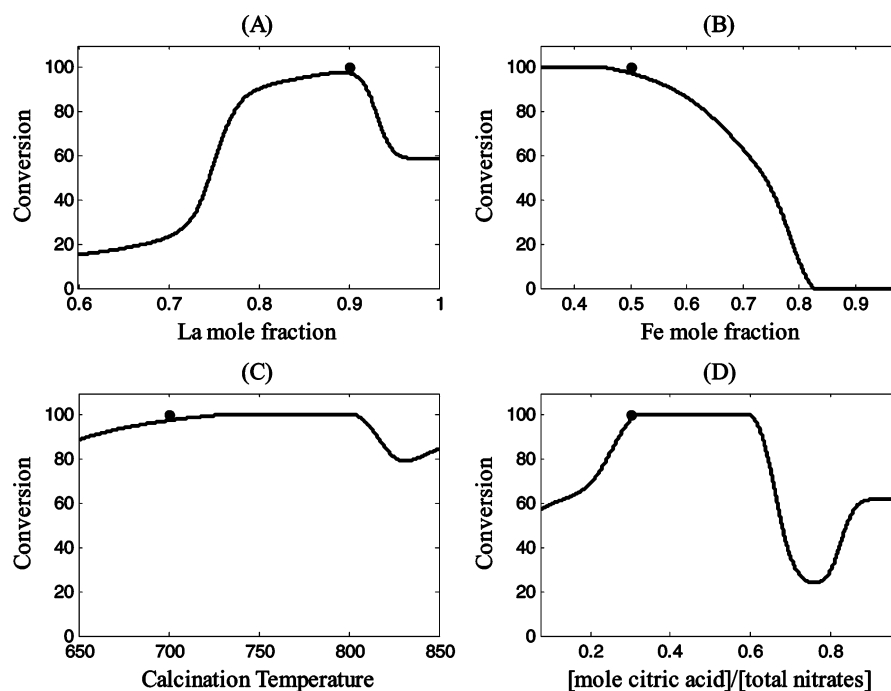 (A)
100
80
60
40
20
0
Conversion
0.6 0.7 0.8 0.9 1
La mole fraction
(B)
100
80
60
40
20
0
Conversion
0.4 0.5 0.6 0.7 0.8 0.9
Fe mole fraction
(C)
100
80
60
40
20
0
Conversion
650 700 750 800 850
Calcination Temperature
(D)
100
80
60
40
20
0
Conversion
0.2 0.4 0.6 0.8
[mole citric acid]/[total nitrates]